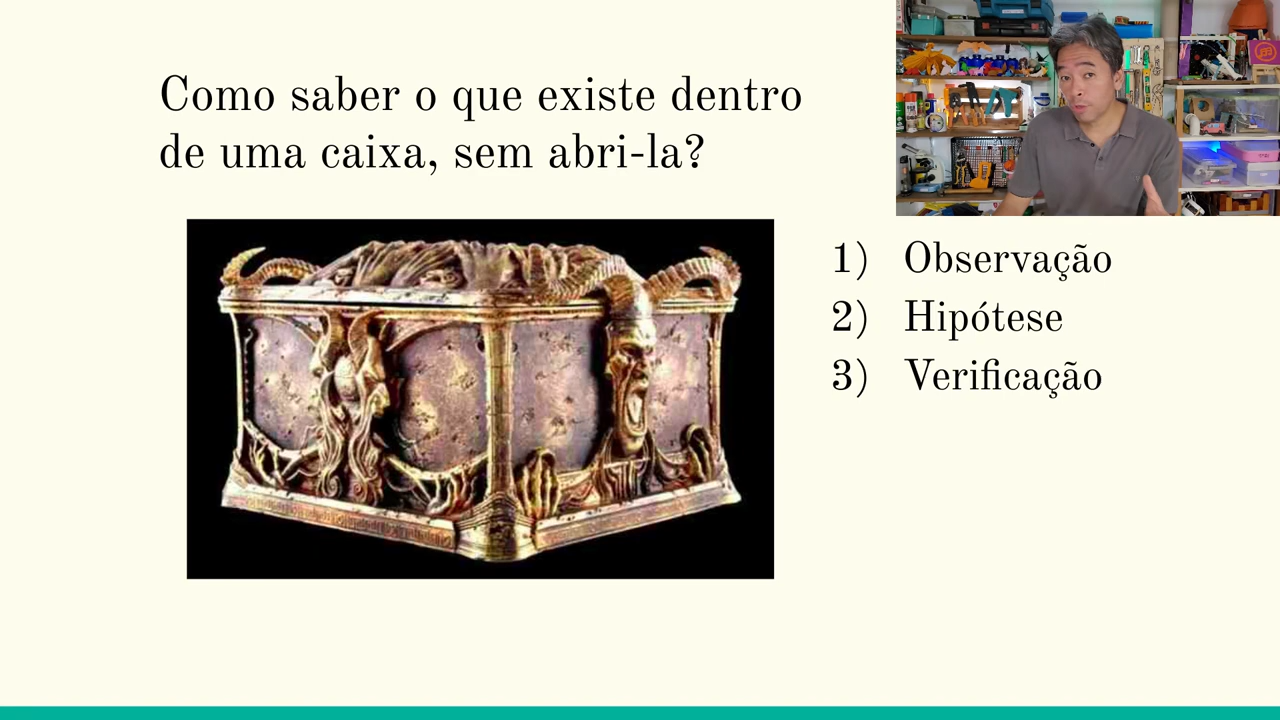 Como saber o que existe dentro
de uma caixa, sem abri-la?
1) Observação
2) Hipótese
3) Verificação